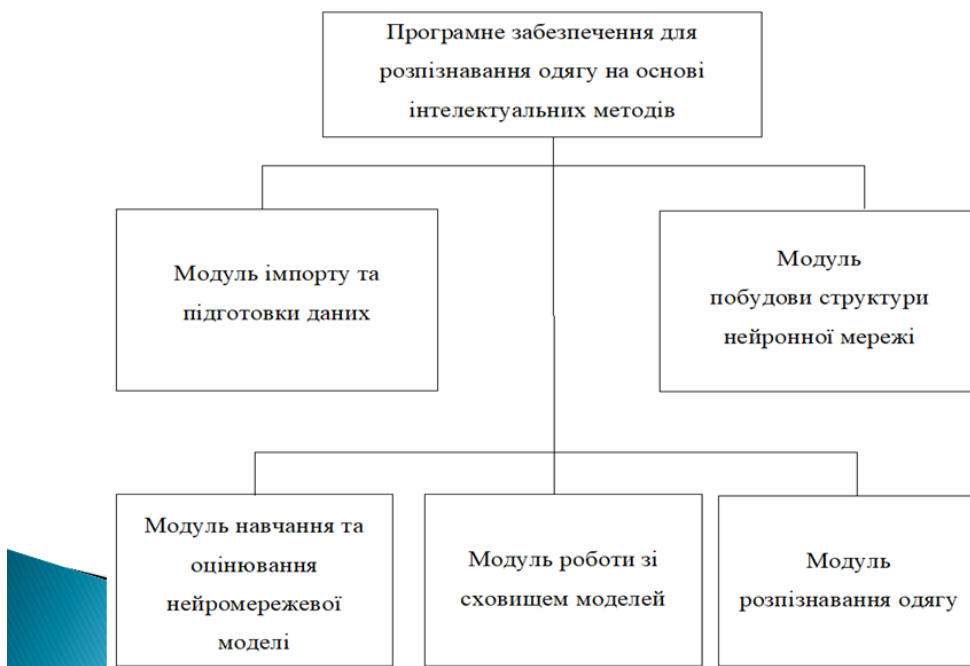 Програмне забезпечення для
розпізнавання одягу на основі
інтелектуальних методів
Модуль імпорту та
підготовки даних
Модуль
побудови структури
нейронної мережі
Модуль навчання та
оцінювання
нейромережевої
моделі
Модуль роботи зі
сховищем моделей
Модуль
розпізнавання одягу